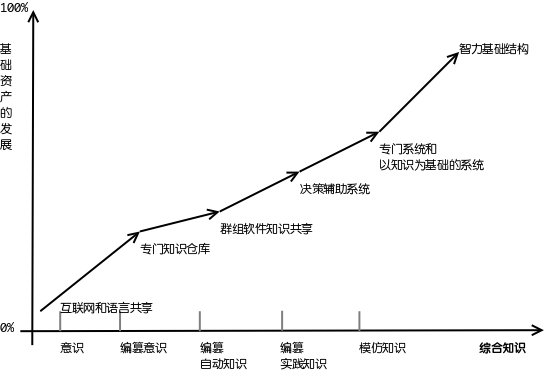 100%
基础资产的发展
智力基础结构
专门系统和
以知识为基础的系统
决策辅助系统
群组软件知识共享
专门知识仓库
互联网和语言共享
0%
意识
编篡意识
编篡
自动知识
编篡
实践知识
模仿知识
综合知识